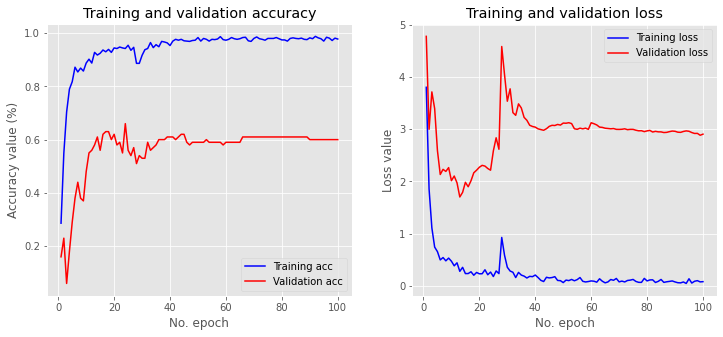 Training and validation accuracy
Accuracy value (%)
1.0
0.8
0.6
0.4
0.2
0 20 40 60 80 100
No. epoch
Training acc
Validation acc
Training and validation loss
Loss value
5
4
3
2
1
0
0 20 40 60 80 100
No. epoch
Training loss
Validation loss